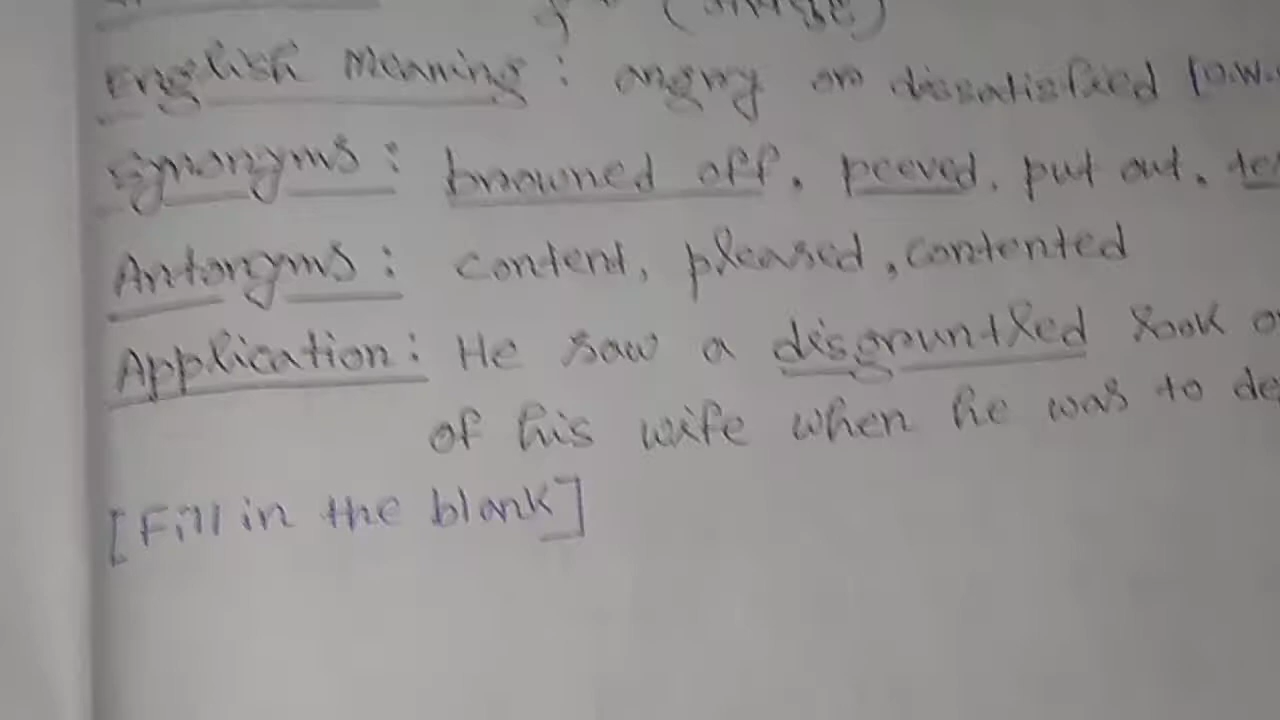 English Meaning: angry or dissatisfied
Synonyms: browned off, peeved, put out,
Antonyms: content, pleased, contented
Application: He saw a disgruntled look
of his wife when he was to
[Fill in the blank]